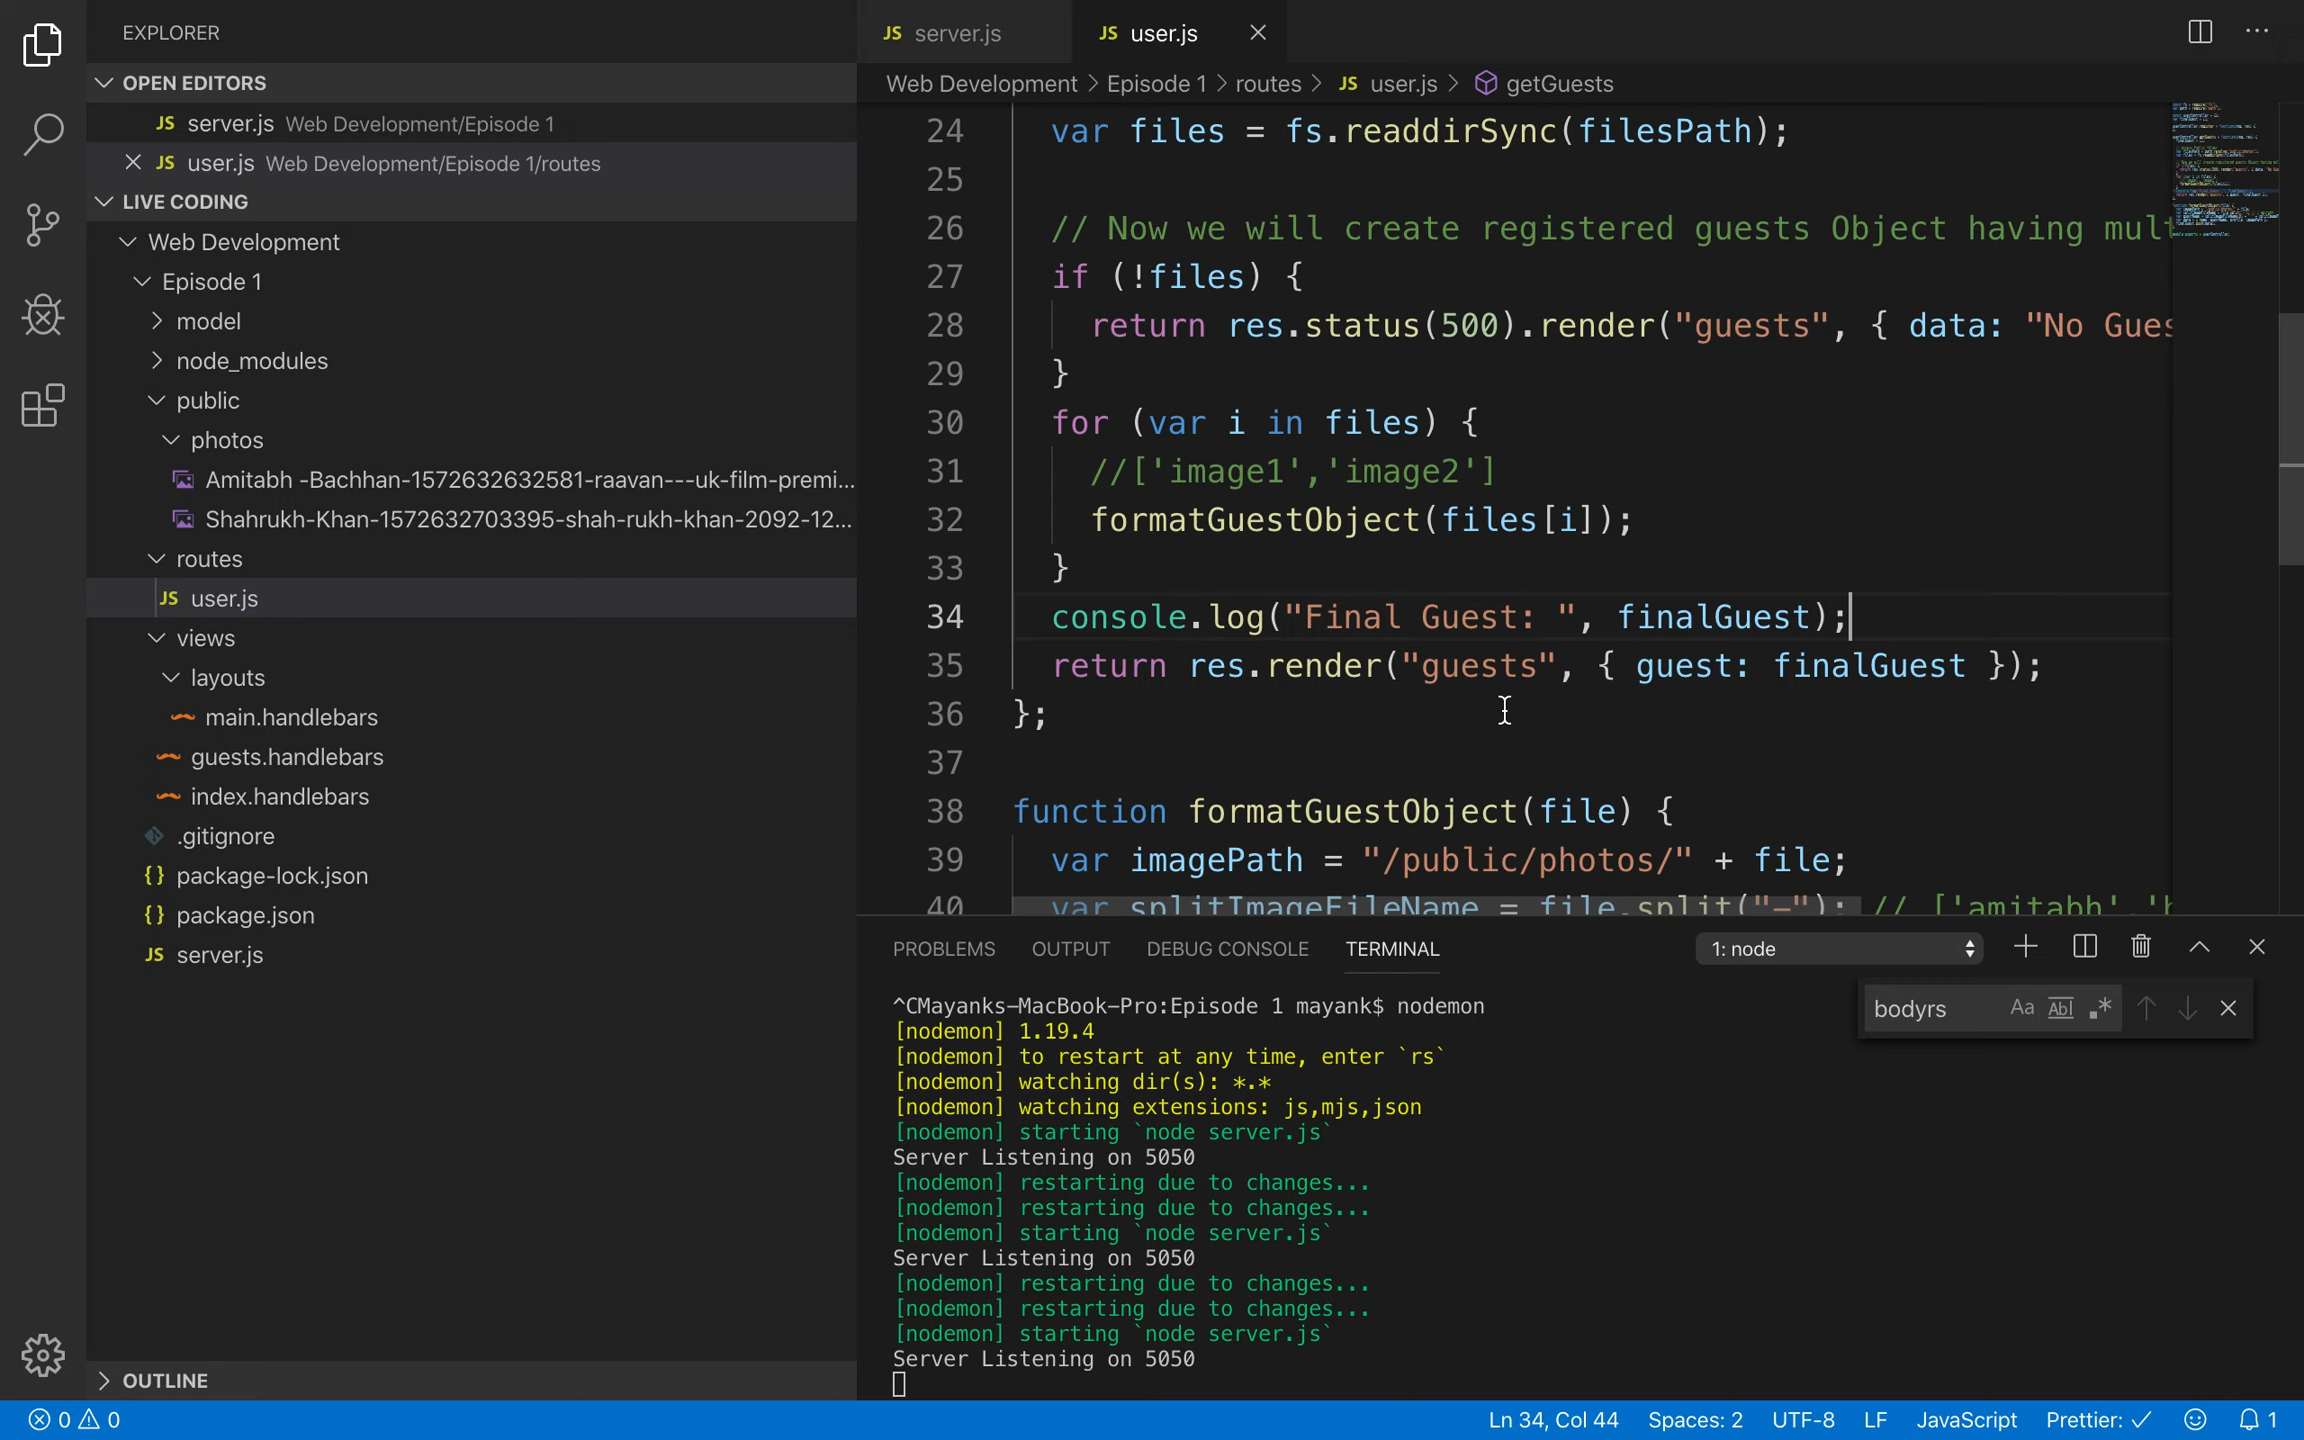 EXPLORER
OPEN EDITORS
JS server.js Web Development/Episode 1
JS user.js Web Development/Episode 1/routes
LIVE CODING
Web Development
Episode 1
model
node_modules
public
photos
Amitabh -Bachhan-1572632632581-raavan---uk-film-premi...
Shahrukh-Khan-1572632703395-shah-rukh-khan-2092-12...
routes
JS user.js
views
layouts
main.handlebars
guests.handlebars
index.handlebars
.gitignore
{} package-lock.json
{} package.json
JS server.js
OUTLINE
JS server.js JS user.js
Web Development > Episode 1 > routes > JS user.js > getGuests
24 var files = fs.readdirSync(filesPath);
25
26 // Now we will create registered guests Object having mult
27 if (!files) {
28 return res.status(500).render("guests", { data: "No Gues
29 }
30 for (var i in files) {
31 //['image1','image2']
32 formatGuestObject(files[i]);
33 }
34 console.log("Final Guest: ", finalGuest);
35 return res.render("guests", { guest: finalGuest });
36 };
37
38 function formatGuestObject(file) {
39 var imagePath = "/public/photos/" + file;
40 var splitImageFileName = file.split("-"); // ['amitabh','b
PROBLEMS OUTPUT DEBUG CONSOLE TERMINAL 1: node
bodyrs Aa Abl .*
^CMayanks-MacBook-Pro:Episode 1 mayank$ nodemon
[nodemon] 1.19.4
[nodemon] to restart at any time, enter `rs`
[nodemon] watching dir(s): *.*
[nodemon] watching extensions: js,mjs,json
[nodemon] starting `node server.js`
Server Listening on 5050
[nodemon] restarting due to changes...
[nodemon] restarting due to changes...
[nodemon] starting `node server.js`
Server Listening on 5050
[nodemon] restarting due to changes...
[nodemon] restarting due to changes...
[nodemon] starting `node server.js`
Server Listening on 5050
0 0 Ln 34, Col 44 Spaces: 2 UTF-8 LF JavaScript Prettier: ✓ 1